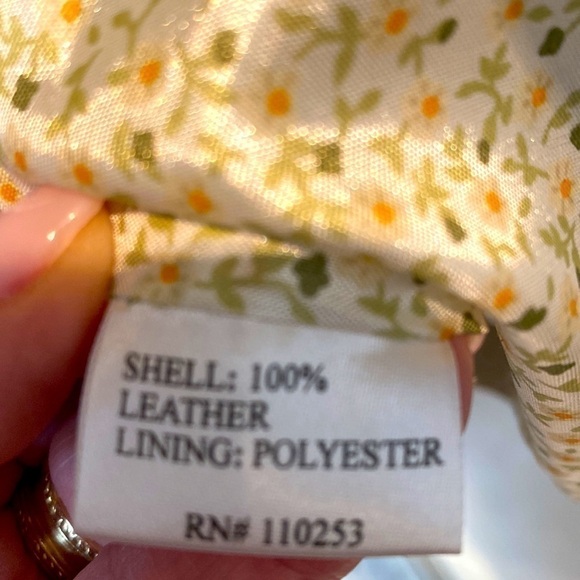 SHELL: 100%
LEATHER
LINING: POLYESTER
RN# 110253